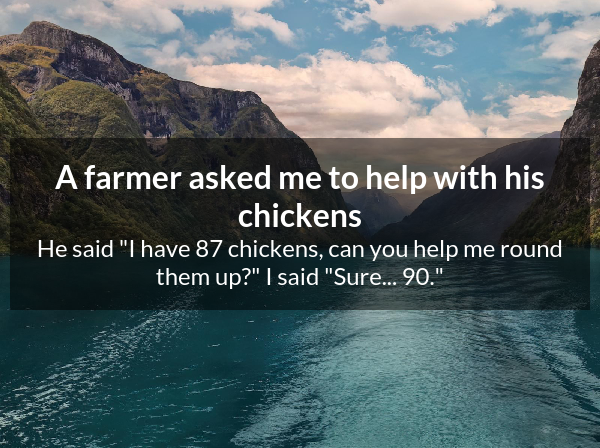 A farmer asked me to help with his
chickens
He said "I have 87 chickens, can you help me round
them up?" I said "Sure... 90."